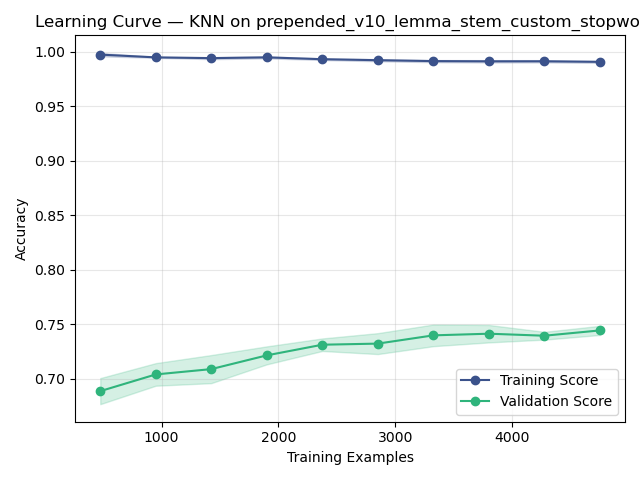 Learning Curve — KNN on prepended_v10_lemma_stem_custom_stopwo
1.00
0.95
0.90
0.85
0.80
0.75
0.70
Accuracy
Training Score
Validation Score
1000 2000 3000 4000
Training Examples